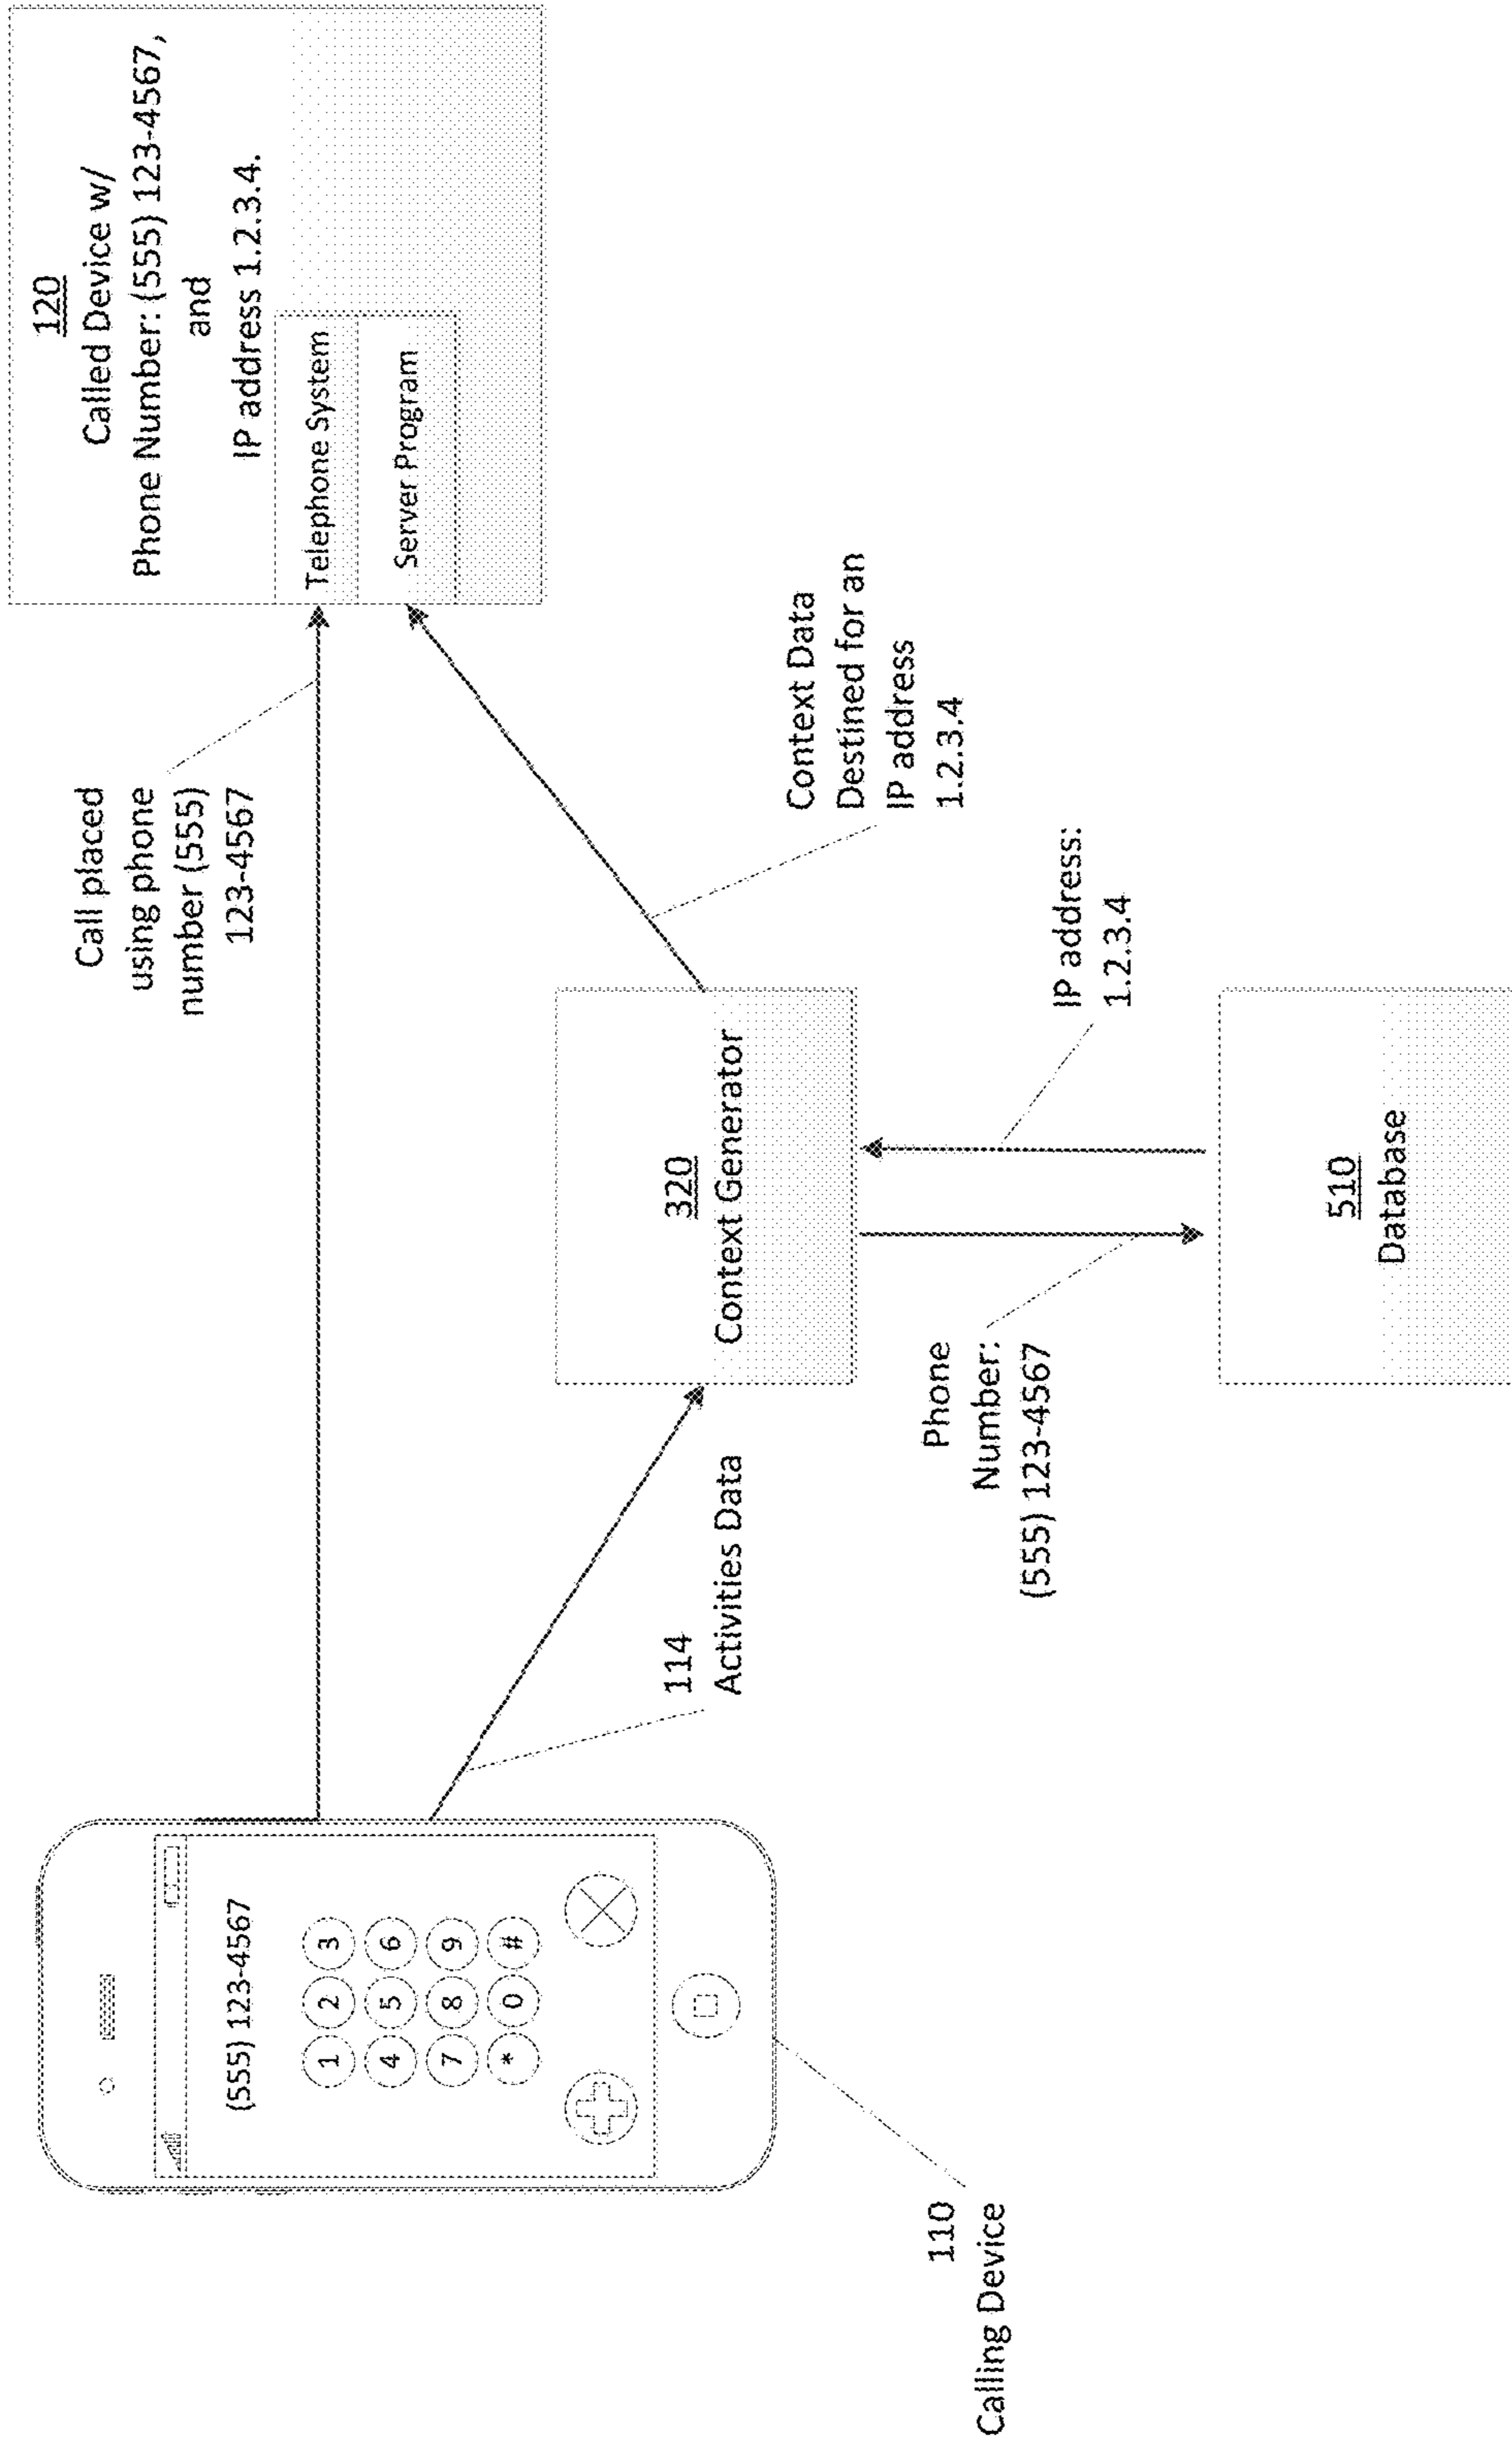 120
Called Device w/
Phone Number: (555) 123-4567,
and
IP address 1.2.3.4.
Telephone System
Server Program
Call placed
using phone
number (555)
123-4567
Context Data
Destined for an
IP address
1.2.3.4
320
Context Generator
IP address:
1.2.3.4
Phone
Number:
(555) 123-4567
510
Database
114
Activities Data
(555) 123-4567
1 2 3
4 5 6
7 8 9
* 0 #
110
Calling Device